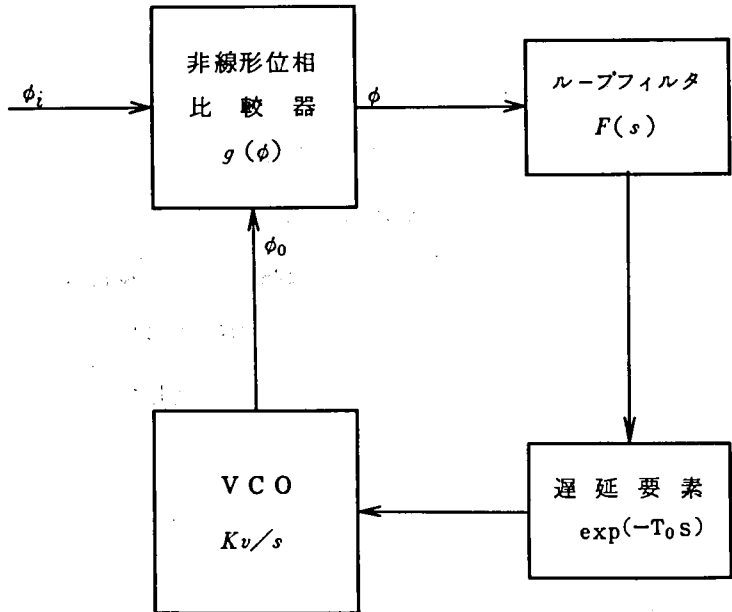 非線形位相
比較器
g(φ)
φi
φ
ループフィルタ
F(s)
φ0
VCO
Kv/s
遅延要素
exp(-T0s)